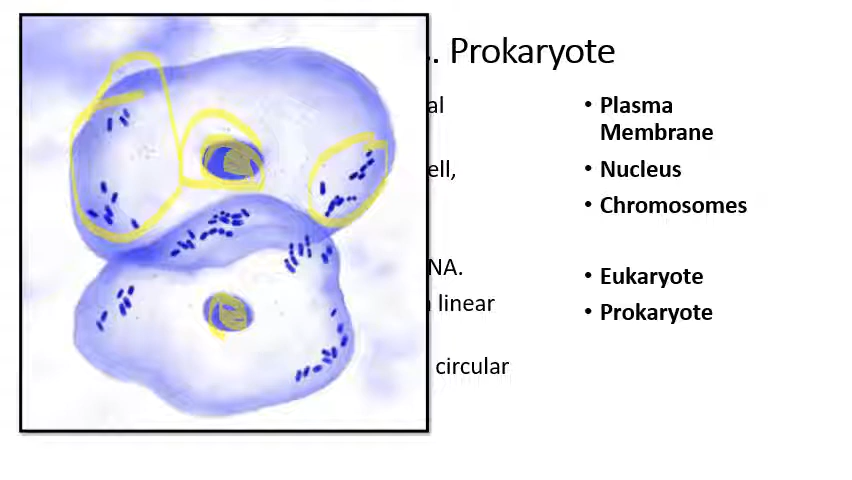 . Prokaryote
al
ell,
NA.
linear
circular
• Plasma
Membrane
• Nucleus
• Chromosomes
• Eukaryote
• Prokaryote